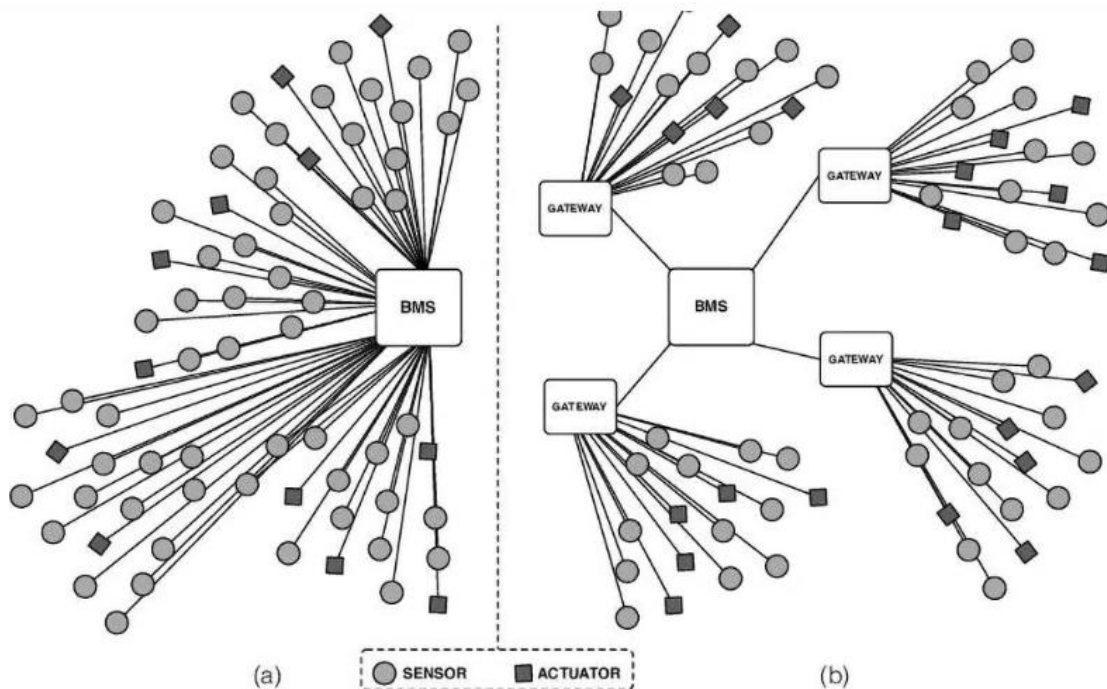 GATEWAY
GATEWAY
BMS
BMS
GATEWAY
GATEWAY
(a)
SENSOR
ACTUATOR
(b)